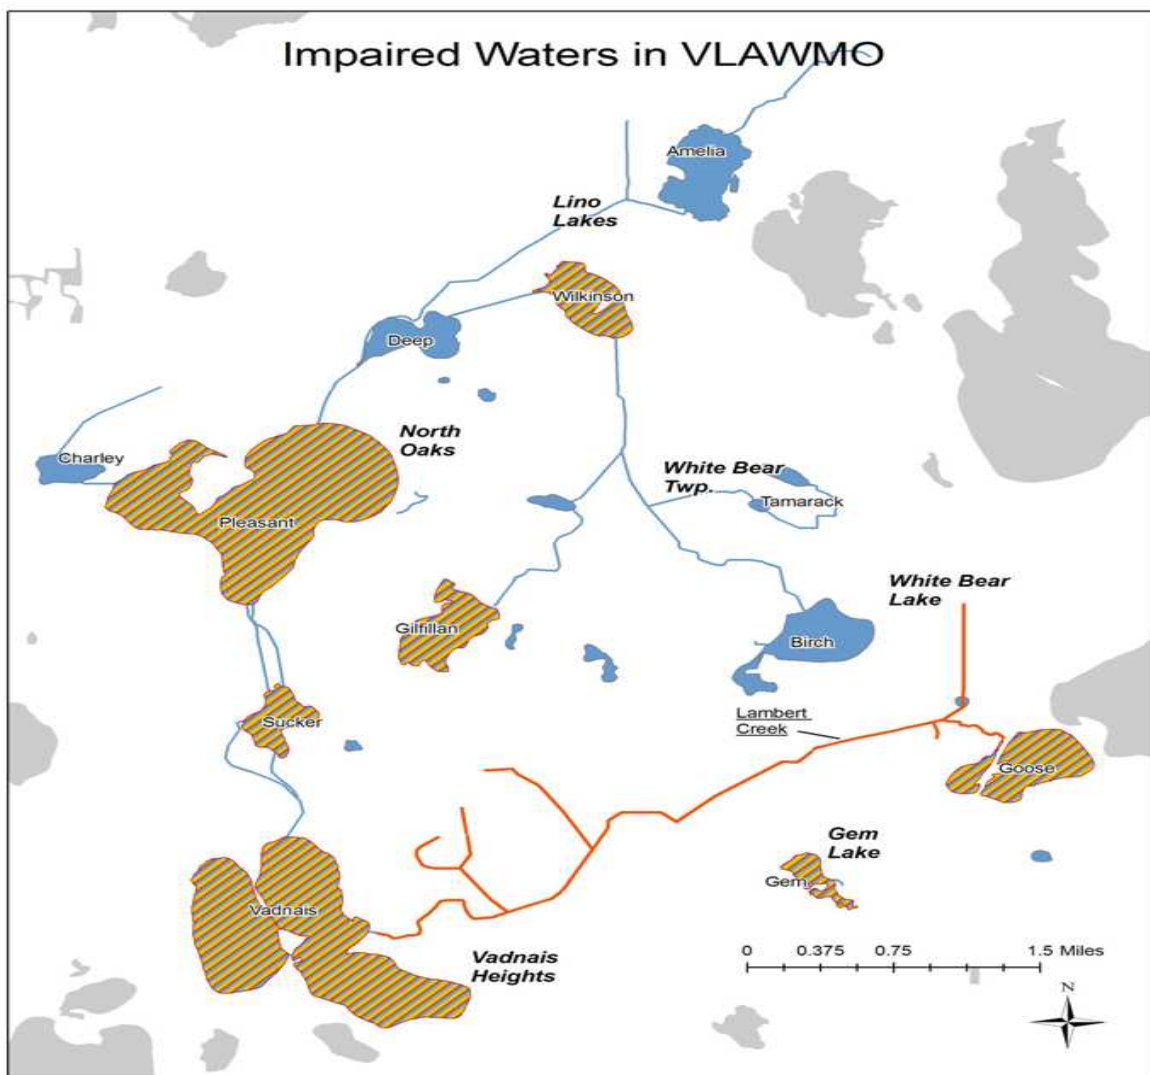 Impaired Waters in VLAWMO
Amelia
Lino
Lakes
Wilkinson
Deep
North
Oaks
Charley
White Bear
Twp.
Tamarack
Pleasant
White Bear
Lake
Gilfillan
Birch
Sucker
Lambert
Creek
Goose
Gem
Lake
Gem
Vadnais
Vadnais
Heights
0 0.375 0.75 1.5 Miles
N